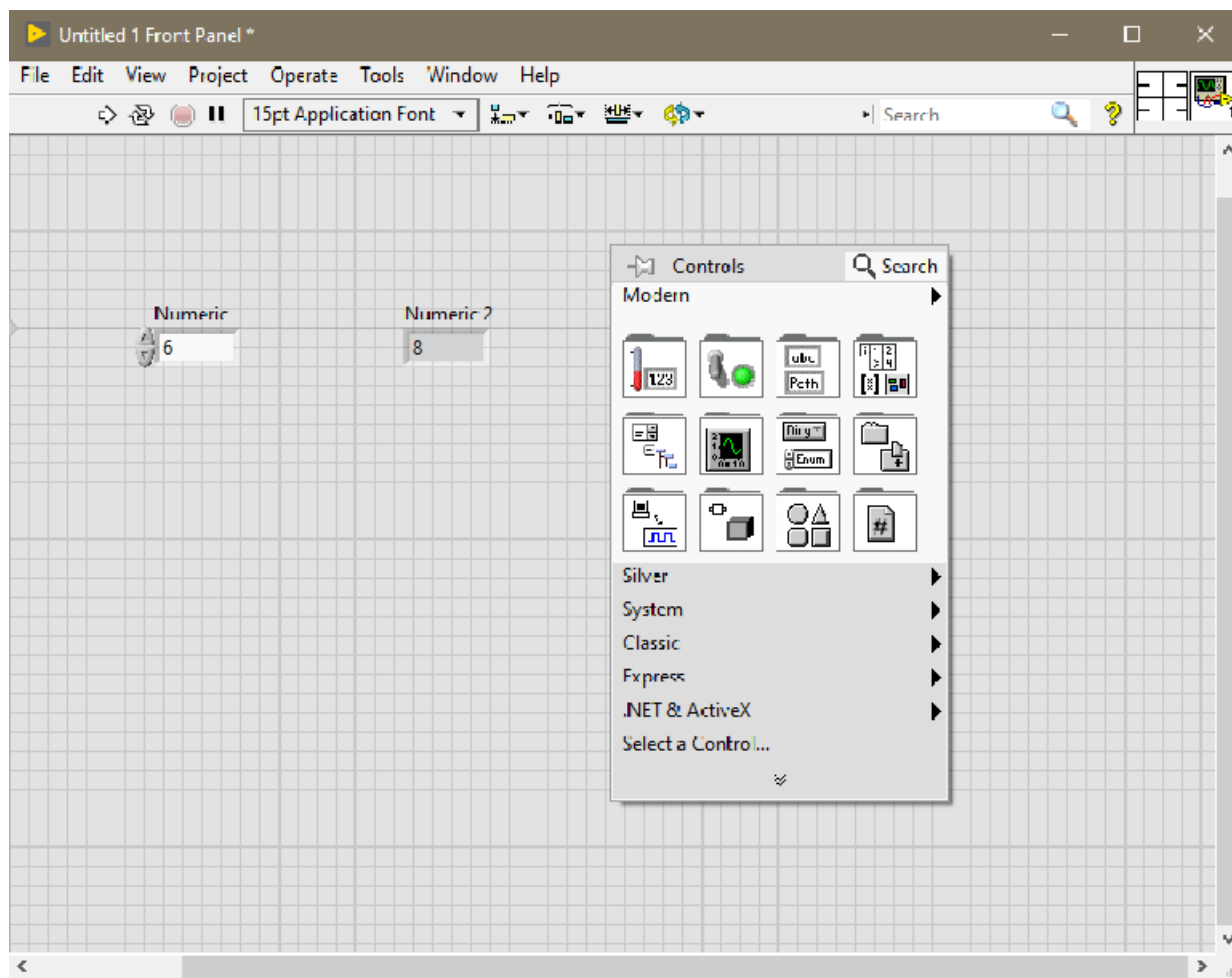 Untitled 1 Front Panel *
File Edit View Project Operate Tools Window Help
15pt Application Font Search
Controls Search
Modern
Numeric Numeric 2
6 8
123
abc
Path
Ring
Enum
#
Silver
System
Classic
Express
.NET & ActiveX
Select a Control...